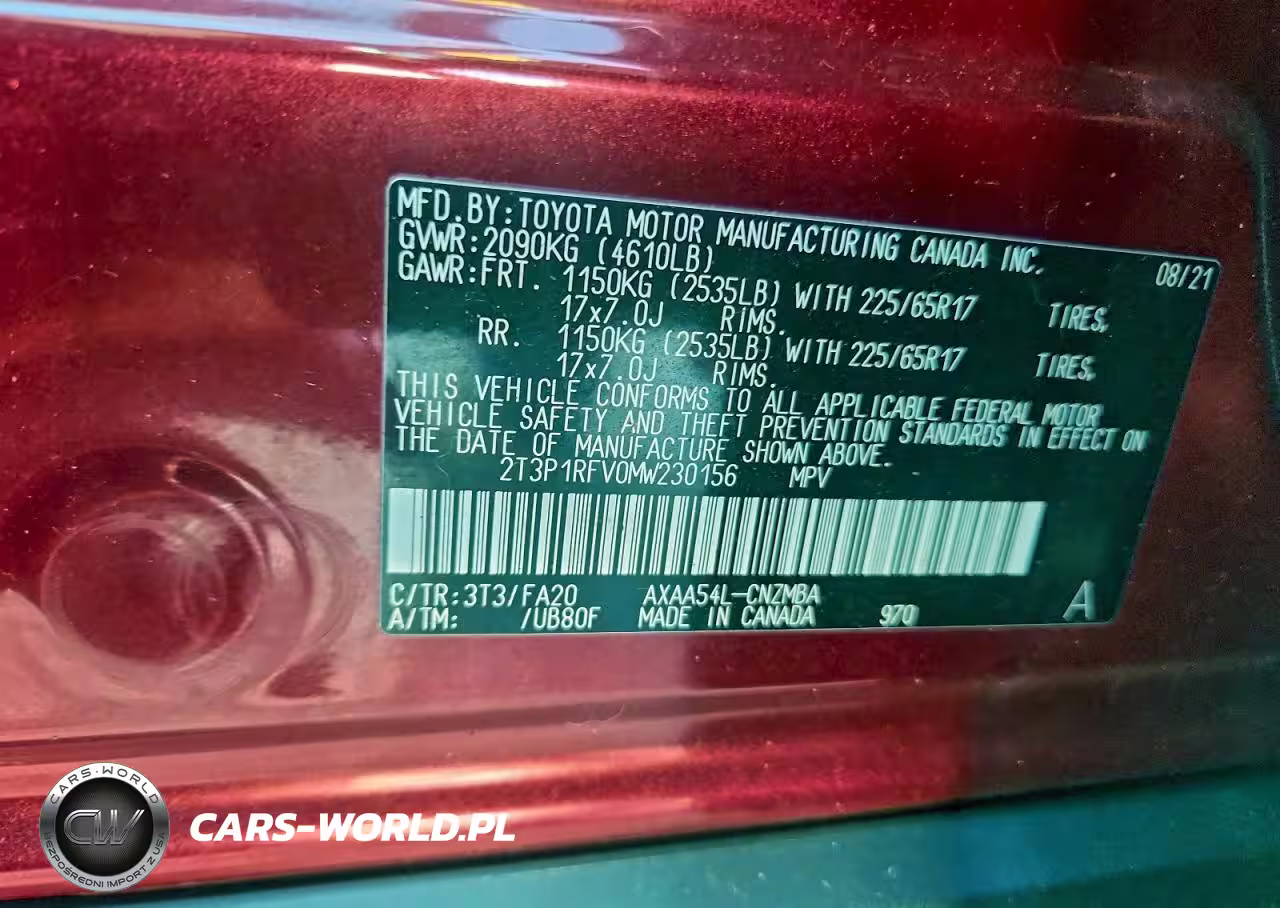 MFD.BY:TOYOTA MOTOR MANUFACTURING CANADA INC. 08/21
GVWR:2090KG (4610LB)
GAWR:FRT. 1150KG (2535LB) WITH 225/65R17 TIRES,
17x7.0J RIMS.
RR. 1150KG (2535LB) WITH 225/65R17 TIRES,
17x7.0J RIMS.
THIS VEHICLE CONFORMS TO ALL APPLICABLE FEDERAL MOTOR
VEHICLE SAFETY AND THEFT PREVENTION STANDARDS IN EFFECT ON
THE DATE OF MANUFACTURE SHOWN ABOVE.
2T3P1RFV0MW230156 MPV
C/TR:3T3/FA20 AXAA54L-CNZMBA
A/TM: /UB80F MADE IN CANADA 970 A
CARS-WORLD
CW
BEZPOŚREDNI IMPORT Z USA
CARS-WORLD.PL